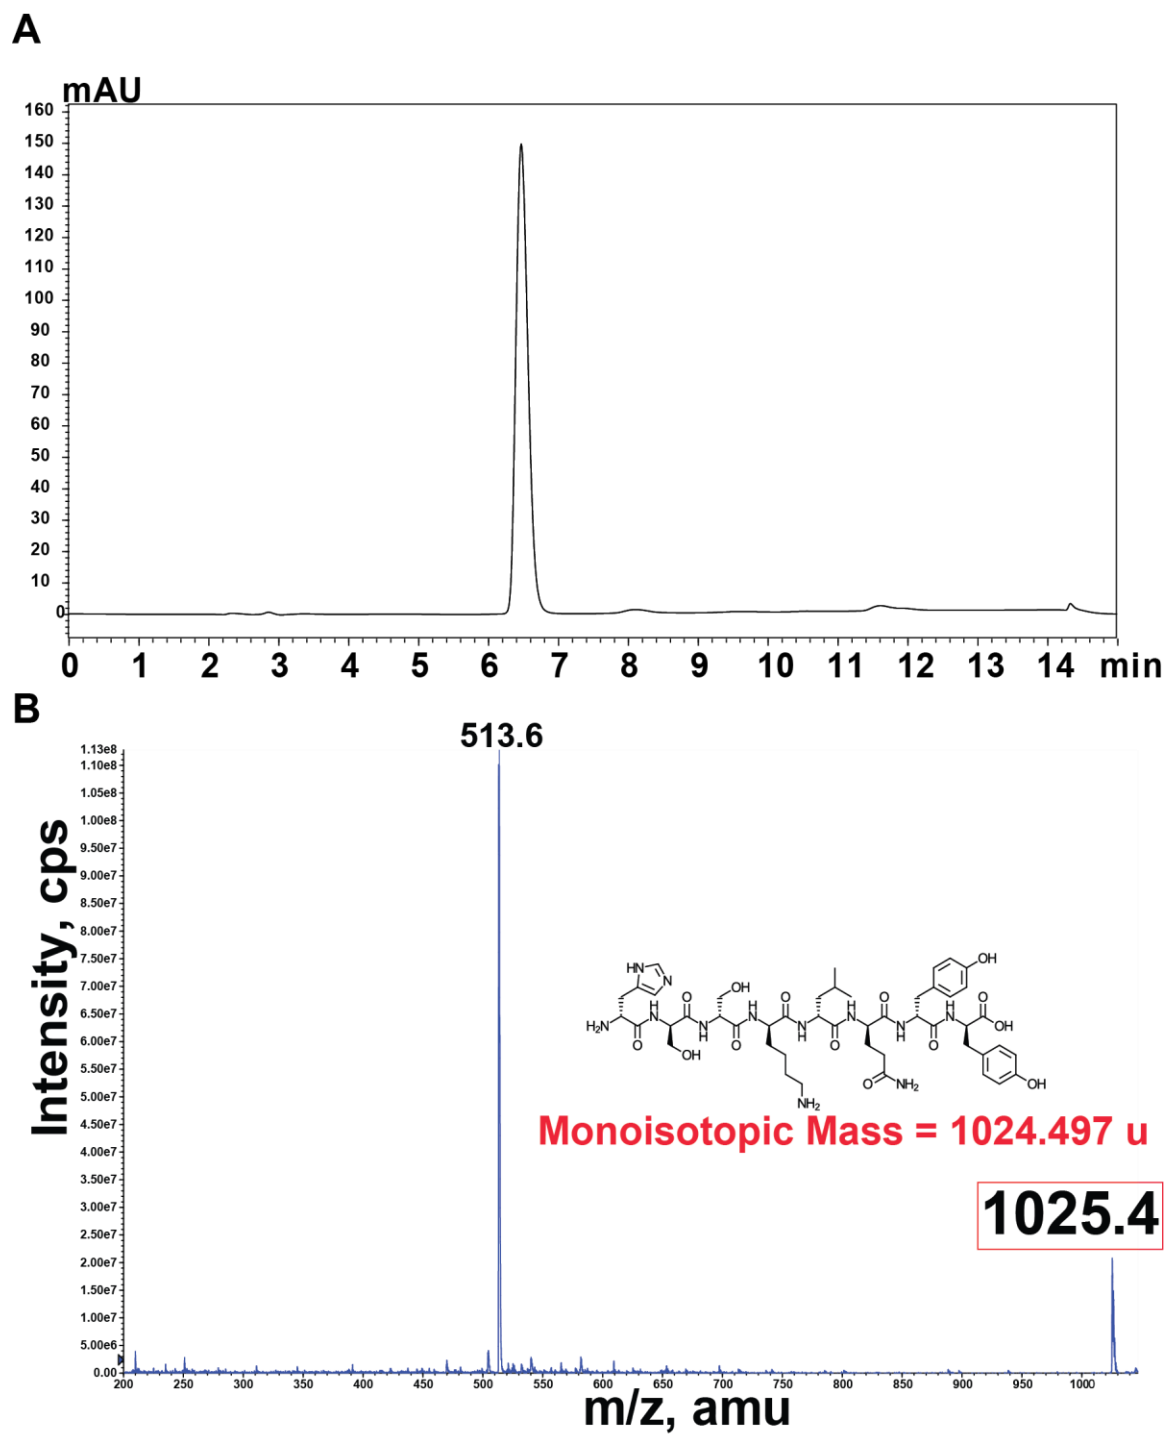 A
mAU
160
150
140
130
120
110
100
90
80
70
60
50
40
30
20
10
0
0 1 2 3 4 5 6 7 8 9 10 11 12 13 14 min
B
513.6
1.13e8
1.10e8
1.05e8
1.00e8
9.50e7
9.00e7
8.50e7
8.00e7
7.50e7
7.00e7
6.50e7
6.00e7
5.50e7
5.00e7
4.50e7
4.00e7
3.50e7
3.00e7
2.50e7
2.00e7
1.50e7
1.00e7
5.00e6
0.00
Intensity, cps
OH
HN
N
OH
H O H O H O H O
N N N N
H2N N N N OH
O H O H O H O
OH
O NH2
OH
NH2
Monoisotopic Mass = 1024.497 u
1025.4
200 250 300 350 400 450 500 550 600 650 700 750 800 850 900 950 1000
m/z, amu